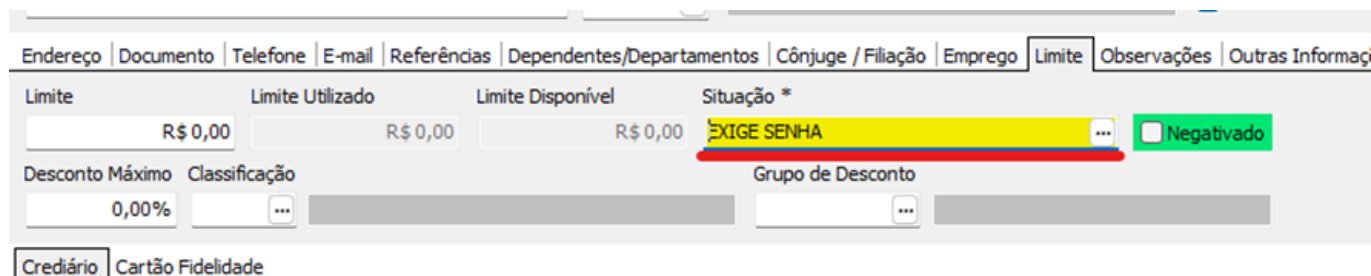 Endereço Documento Telefone E-mail Referências Dependentes/Departamentos Cônjuge / Filiação Emprego Limite Observações Outras Informaç
Limite Limite Utilizado Limite Disponível Situação *
R$ 0,00 R$ 0,00 R$ 0,00 EXIGE SENHA ... Negativado
Desconto Máximo Classificação Grupo de Desconto
0,00% ... ...
Crediário Cartão Fidelidade